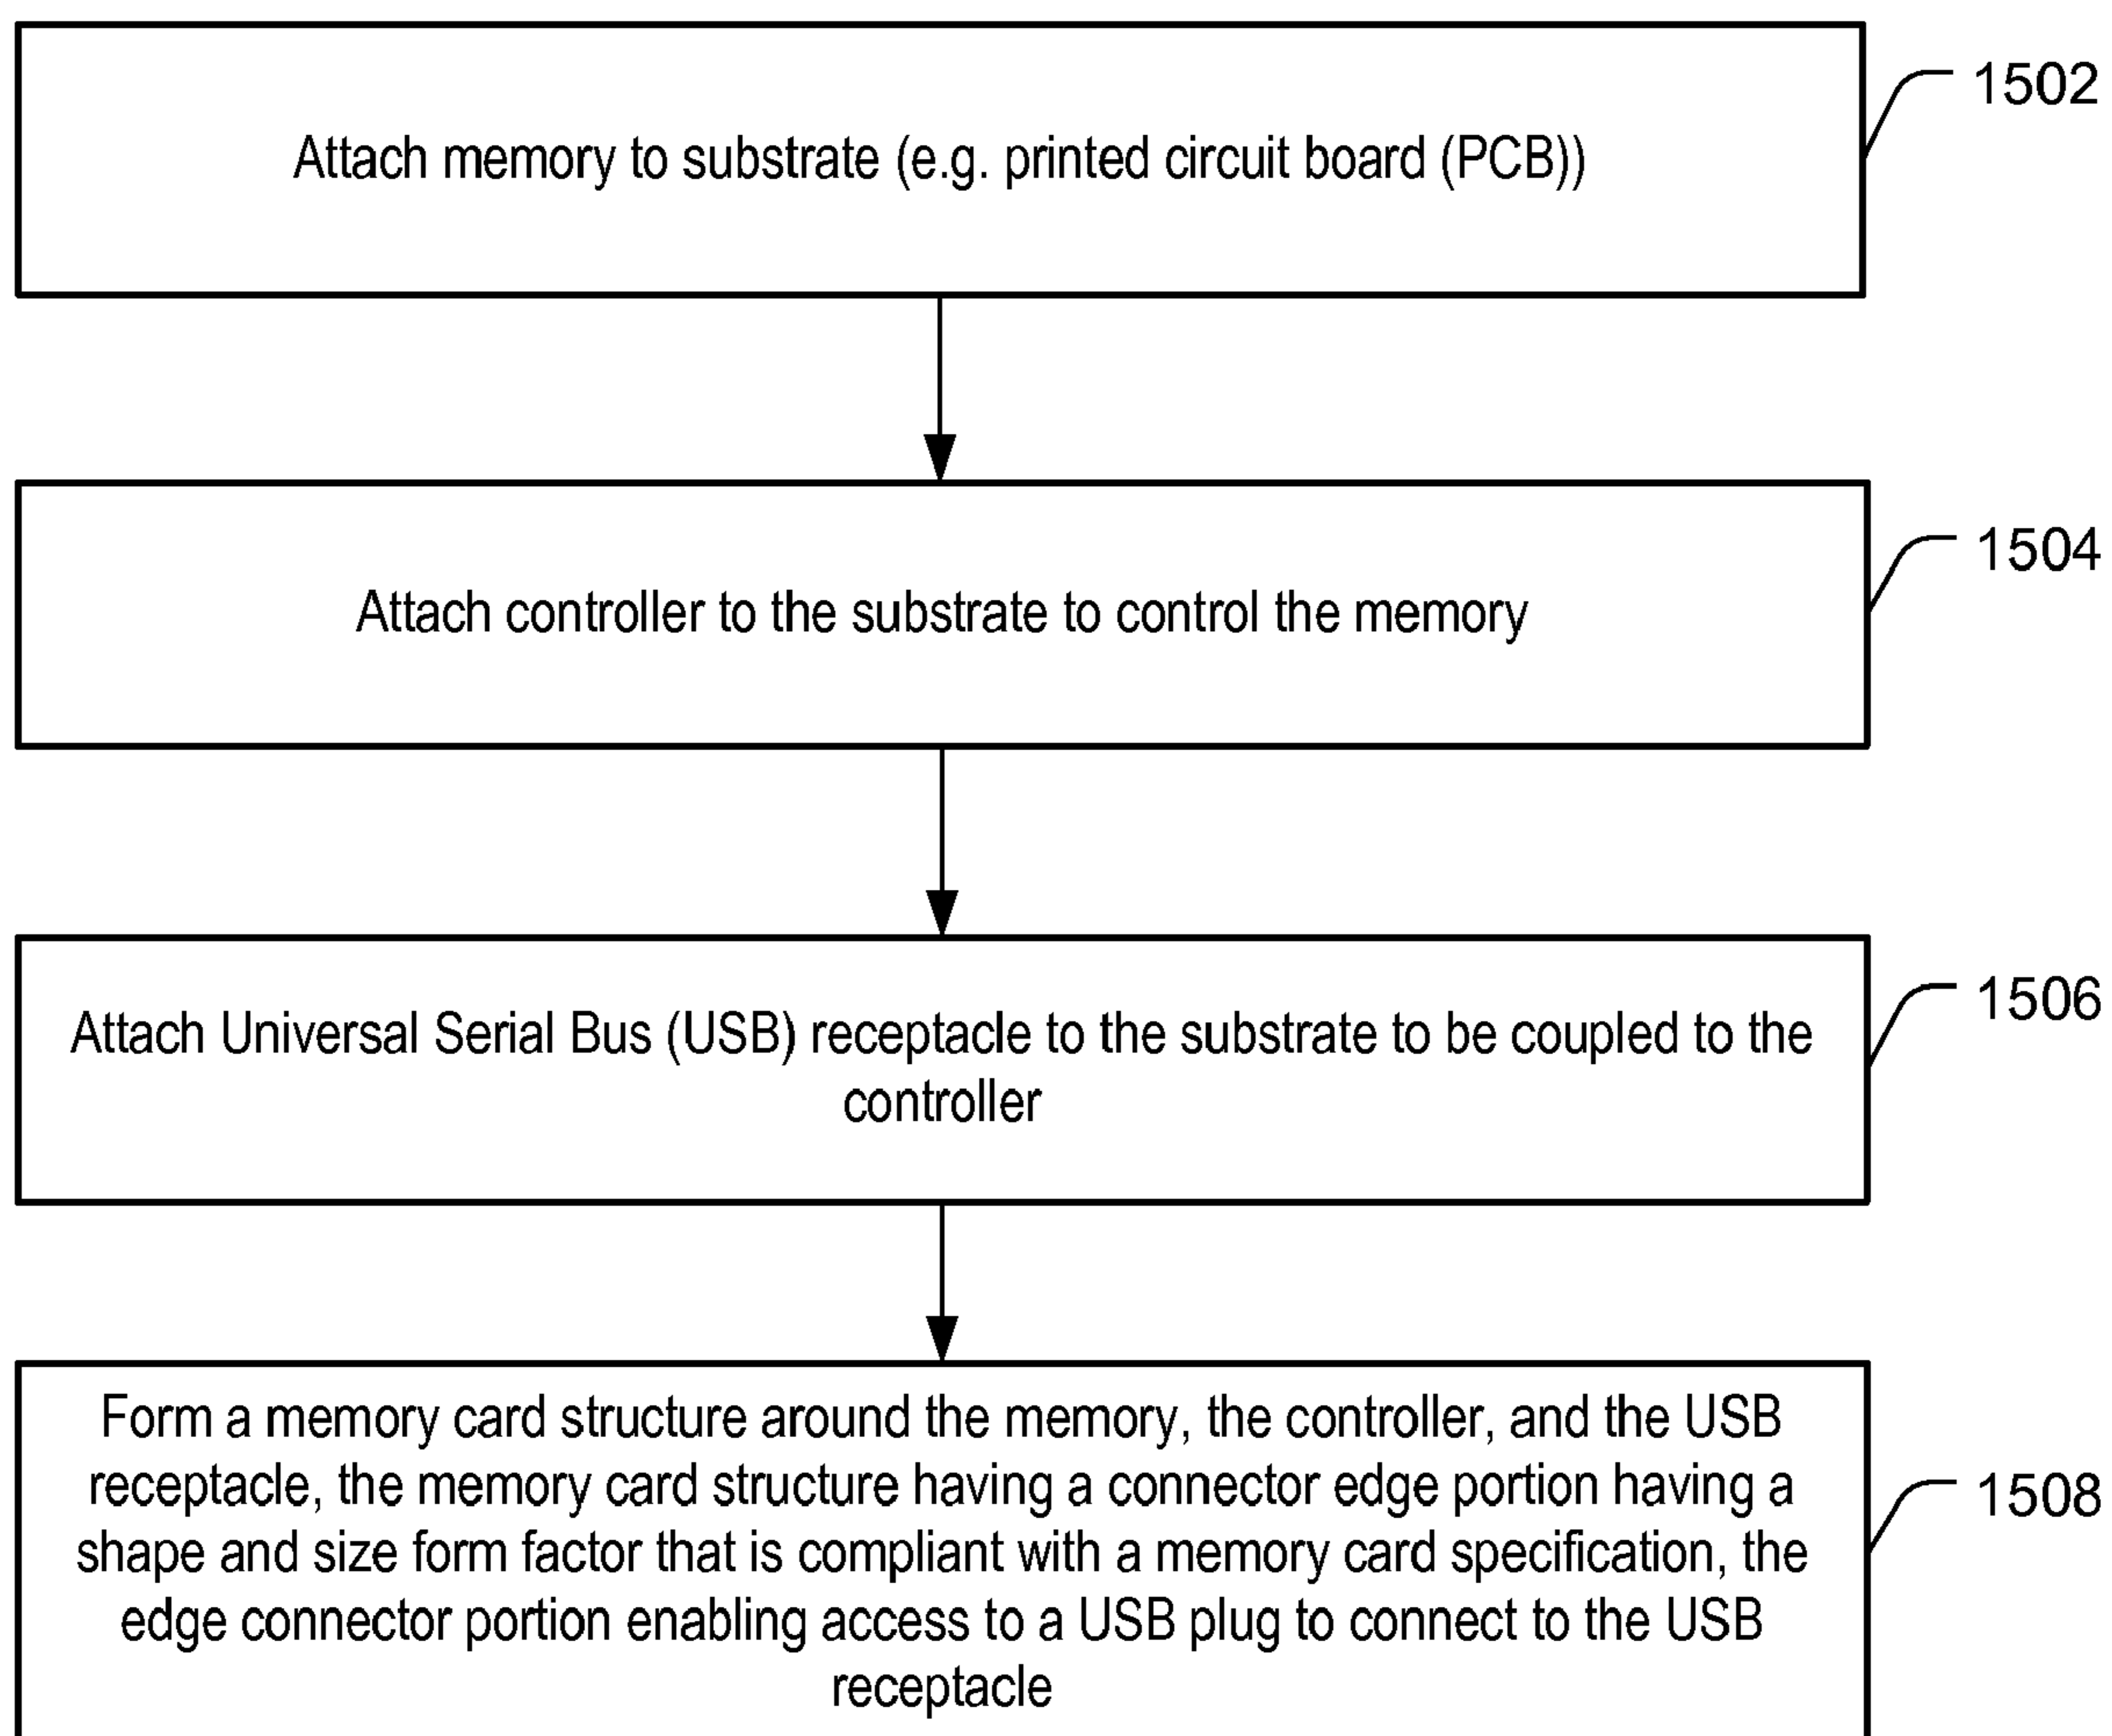 1502
Attach memory to substrate (e.g. printed circuit board (PCB))
1504
Attach controller to the substrate to control the memory
1506
Attach Universal Serial Bus (USB) receptacle to the substrate to be coupled to the
controller
Form a memory card structure around the memory, the controller, and the USB
receptacle, the memory card structure having a connector edge portion having a
1508
shape and size form factor that is compliant with a memory card specification, the
edge connector portion enabling access to a USB plug to connect to the USB
receptacle